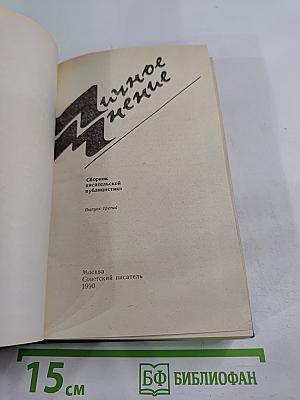 Личное
мнение
Сборник
писательской
публицистики
Выпуск третий
Москва
Советский писатель
1990
15 см
БФ БИБЛИОФАН